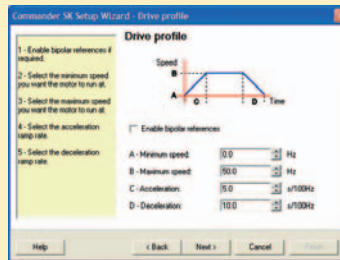 Commander SK Setup Wizard - Drive profile
1 - Enable bipolar references if
required.
2 - Select the minimum speed
you want the motor to run at.
3 - Select the maximum speed
you want the motor to run at.
4 - Select the acceleration
ramp rate.
5 - Select the deceleration
ramp rate.
Drive profile
Speed
B
A
C
D
Time
Enable bipolar references
A - Minimum speed: 0.0 Hz
B - Maximum speed: 50.0 Hz
C - Acceleration: 5.0 s/100Hz
D - Deceleration: 10.0 s/100Hz
Help
< Back
Next >
Cancel
Finish